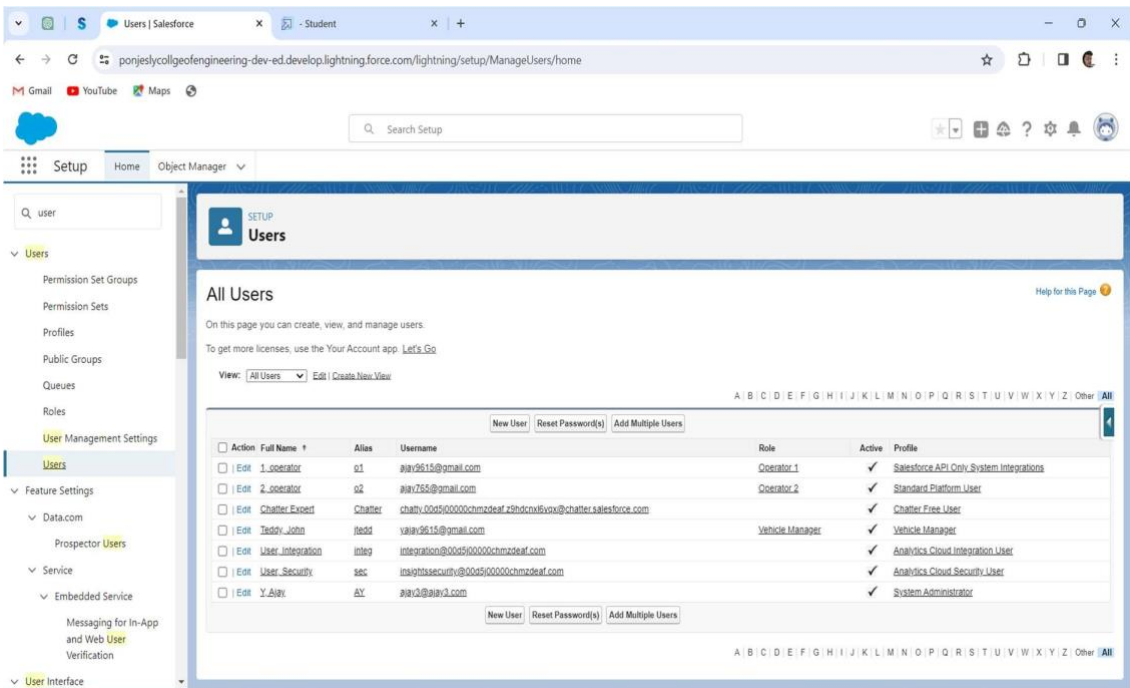 S Users | Salesforce - Student
ponjeslycollgeofengineering-dev-ed.develop.lightning.force.com/lightning/setup/ManageUsers/home
Gmail YouTube Maps
Search Setup
Setup Home Object Manager
user
Users
Permission Set Groups
Permission Sets
Profiles
Public Groups
Queues
Roles
User Management Settings
Users
Feature Settings
Data.com
Prospector Users
Service
Embedded Service
Messaging for In-App
and Web User
Verification
User Interface
SETUP
Users
All Users
Help for this Page
On this page you can create, view, and manage users.
To get more licenses, use the Your Account app. Let's Go
View: All Users Edit | Create New View
A | B | C | D | E | F | G | H | I | J | K | L | M | N | O | P | Q | R | S | T | U | V | W | X | Y | Z | Other | All
New User Reset Password(s) Add Multiple Users
Action Full Name ↑ Alias Username Role Active Profile
| Edit 1, operator o1 ajay9615@gmail.com Operator 1 ✓ Salesforce API Only System Integrations
| Edit 2, operator o2 ajay765@gmail.com Operator 2 ✓ Standard Platform User
| Edit Chatter Expert Chatter ✓ Chatter Free User
| Edit Teddy, John jtedd yajay9615@gmail.com Vehicle Manager ✓ Vehicle Manager
| Edit User, Integration integ integration@00d5j00000chmzdeaf.com ✓ Analytics Cloud Integration User
| Edit User, Security sec insightssecurity@00d5j00000chmzdeaf.com ✓ Analytics Cloud Security User
| Edit Y, Ajay AY ajay3@ajay3.com ✓ System Administrator
New User Reset Password(s) Add Multiple Users
A | B | C | D | E | F | G | H | I | J | K | L | M | N | O | P | Q | R | S | T | U | V | W | X | Y | Z | Other | All